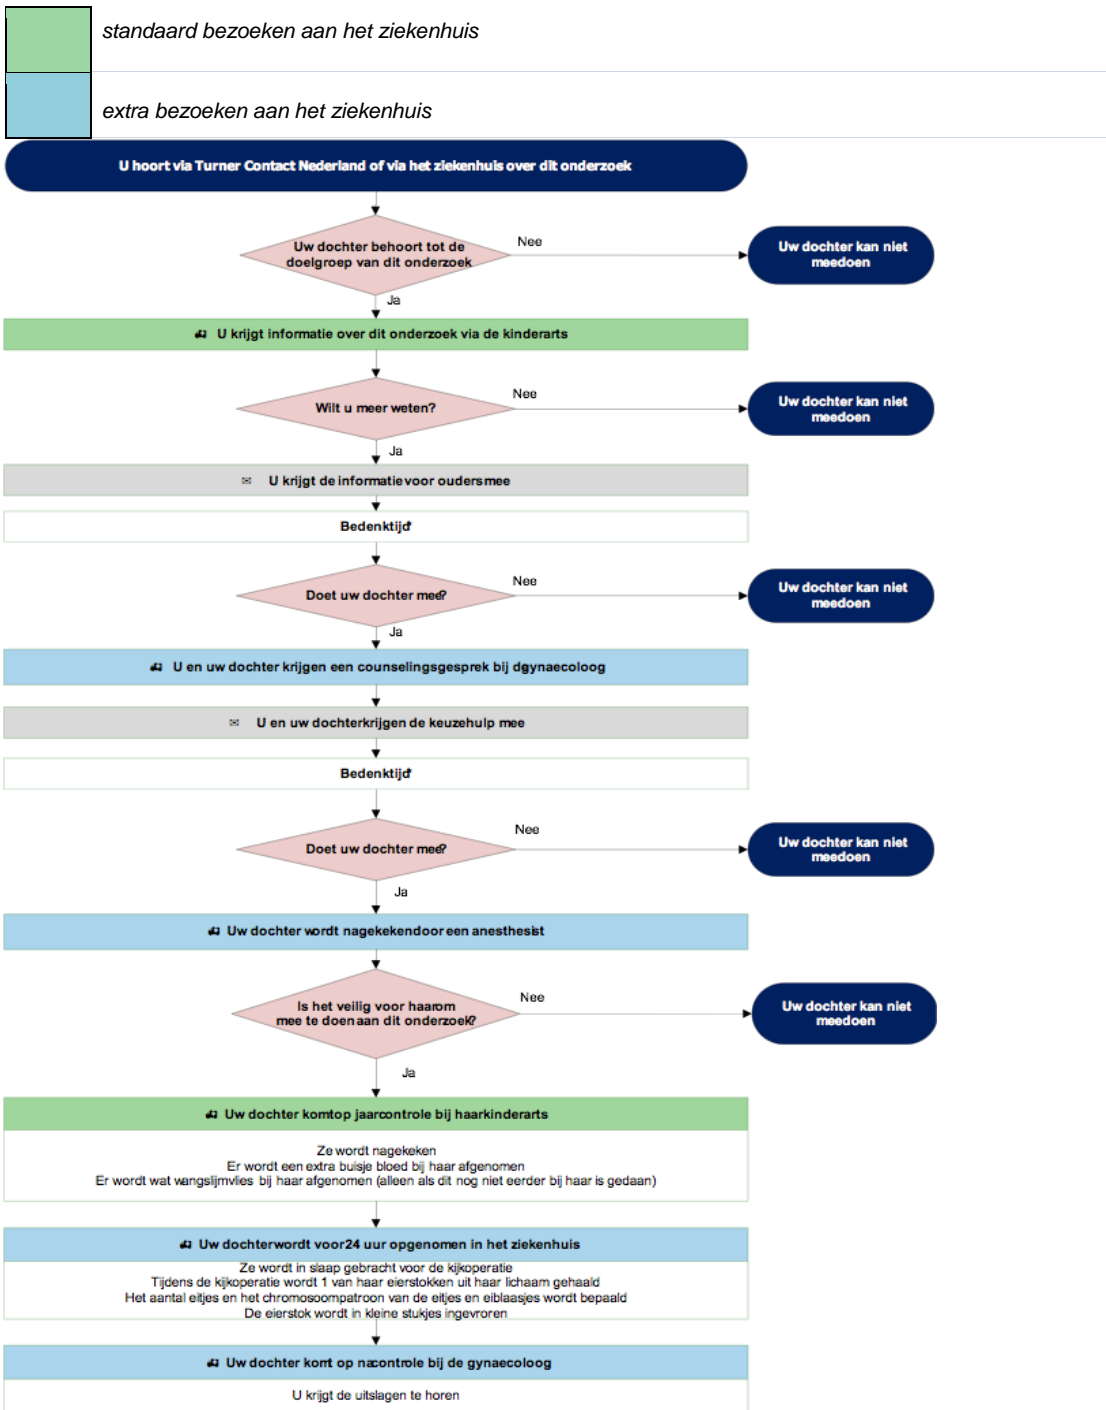 standaard bezoeken aan het ziekenhuis
extra bezoeken aan het ziekenhuis
U hoort via Turner Contact Nederland of via het ziekenhuis over dit onderzoek
Uw dochter behoort tot de
doelgroep van dit onderzoek
Nee
Uw dochter kan niet
meedoen
Ja
U krijgt informatie over dit onderzoek via de kinderarts
Wilt u meer weten?
Nee
Uw dochter kan niet
meedoen
Ja
U krijgt de informatie voor ouders mee
Bedenktijd*
Doet uw dochter mee?
Nee
Uw dochter kan niet
meedoen
Ja
U en uw dochter krijgen een counselingsgesprek bij de gynaecoloog
U en uw dochter krijgen de keuzehulp mee
Bedenktijd*
Doet uw dochter mee?
Nee
Uw dochter kan niet
meedoen
Ja
Uw dochter wordt nagekeken door een anesthesist
Is het veilig voor haar om
mee te doen aan dit onderzoek?
Nee
Uw dochter kan niet
meedoen
Ja
Uw dochter komt op jaarcontrole bij haar kinderarts
Ze wordt nagekeken
Er wordt een extra buisje bloed bij haar afgenomen
Er wordt wat wangslijmvlies bij haar afgenomen (alleen als dit nog niet eerder bij haar is gedaan)
Uw dochter wordt voor 24 uur opgenomen in het ziekenhuis
Ze wordt in slaap gebracht voor de kijkoperatie
Tijdens de kijkoperatie wordt 1 van haar eierstokken uit haar lichaam gehaald
Het aantal eitjes en het chromosoompatroon van de eitjes en eiblaasjes wordt bepaald
De eierstok wordt in kleine stukjes ingevroren
Uw dochter komt op nacontrole bij de gynaecoloog
U krijgt de uitslagen te horen